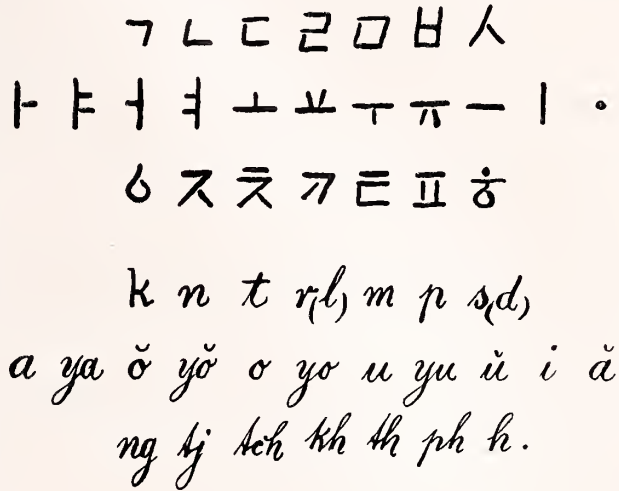 ㄱ ㄴ ㄷ ㄹ ㅁ ㅂ ㅅ
ㅏ ㅑ ㅓ ㅕ ㅗ ㅛ ㅜ ㅠ ㅡ ㅣ ㆍ
ㆁ ㅈ ㅊ ㅋ ㅌ ㅍ ㅎ
k n t r(l) m p s(d)
a ya ŏ yŏ o yo u yu ŭ i ă
ng tj tch kh th ph h.